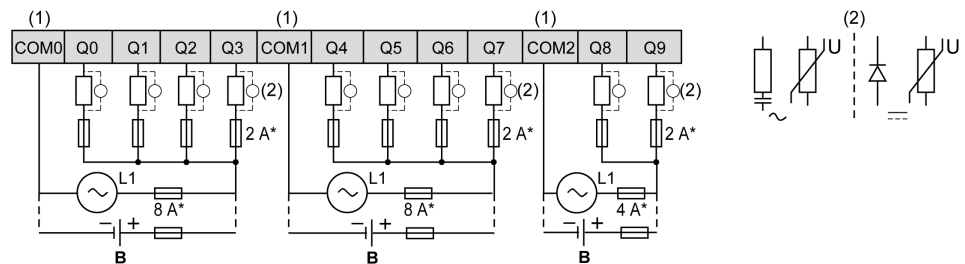 (1) (1) (1) (2)
COM0 Q0 Q1 Q2 Q3 COM1 Q4 Q5 Q6 Q7 COM2 Q8 Q9
U U
(2) (2) (2)
2 A* 2 A* 2 A*
L1 L1 L1
8 A* 8 A* 4 A*
− + − + − +
B B B